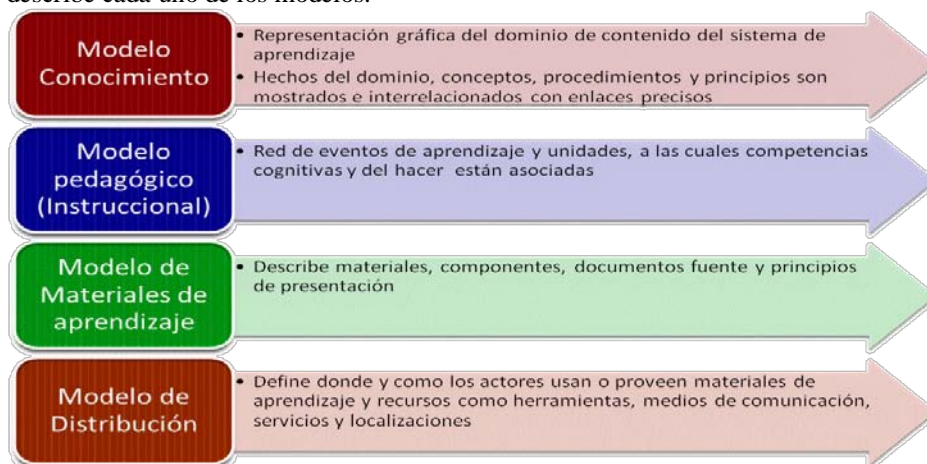 describe cada uno de los modelos.
Modelo
Conocimiento
• Representación gráfica del dominio de contenido del sistema de
aprendizaje
• Hechos del dominio, conceptos, procedimientos y principios son
mostrados e interrelacionados con enlaces precisos
Modelo
pedagógico
(Instruccional)
• Red de eventos de aprendizaje y unidades, a las cuales competencias
cognitivas y del hacer están asociadas
Modelo de
Materiales de
aprendizaje
• Describe materiales, componentes, documentos fuente y principios
de presentación
Modelo de
Distribución
• Define donde y como los actores usan o proveen materiales de
aprendizaje y recursos como herramientas, medios de comunicación,
servicios y localizaciones